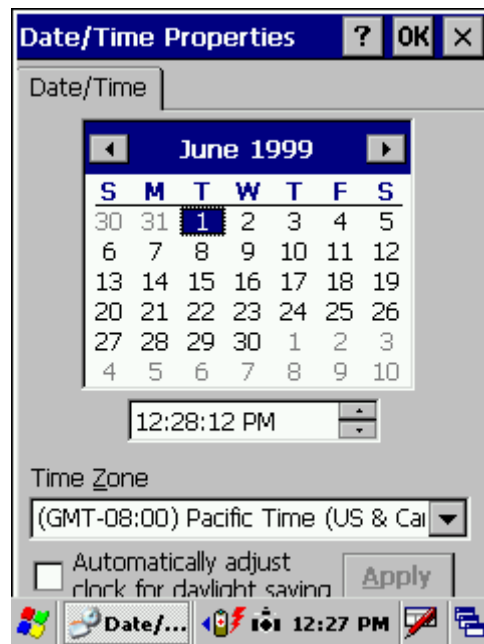 Date/Time Properties ? OK ×
Date/Time
June 1999
S M T W T F S
30 31 1 2 3 4 5
6 7 8 9 10 11 12
13 14 15 16 17 18 19
20 21 22 23 24 25 26
27 28 29 30 1 2 3
4 5 6 7 8 9 10
12:28:12 PM
Time Zone
(GMT-08:00) Pacific Time (US & Car
Automatically adjust
clock for daylight saving
Apply
Date/... 12:27 PM